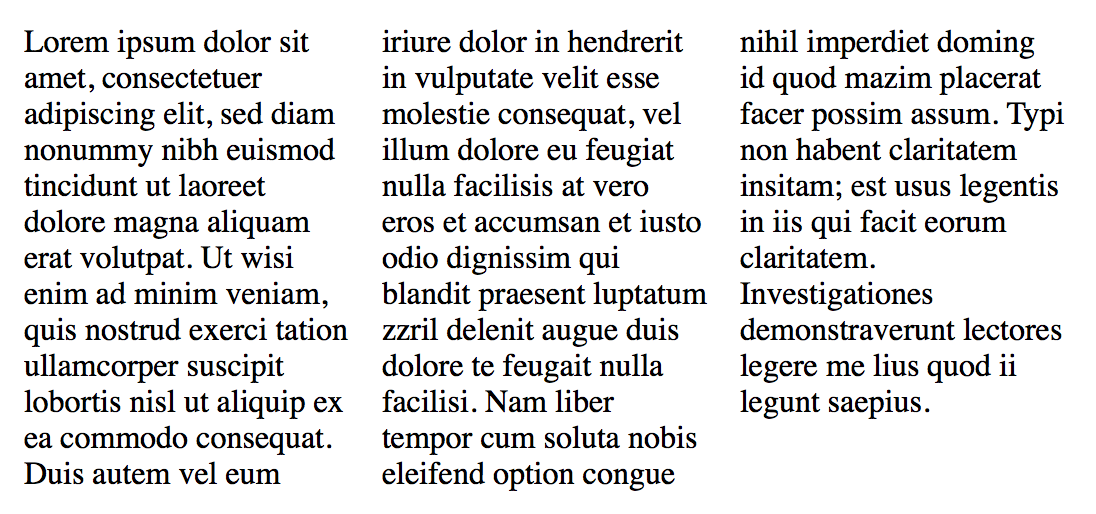 Lorem ipsum dolor sit
amet, consectetuer
adipiscing elit, sed diam
nonummy nibh euismod
tincidunt ut laoreet
dolore magna aliquam
erat volutpat. Ut wisi
enim ad minim veniam,
quis nostrud exerci tation
ullamcorper suscipit
lobortis nisl ut aliquip ex
ea commodo consequat.
Duis autem vel eum
iriure dolor in hendrerit
in vulputate velit esse
molestie consequat, vel
illum dolore eu feugiat
nulla facilisis at vero
eros et accumsan et iusto
odio dignissim qui
blandit praesent luptatum
zzril delenit augue duis
dolore te feugait nulla
facilisi. Nam liber
tempor cum soluta nobis
eleifend option congue
nihil imperdiet doming
id quod mazim placerat
facer possim assum. Typi
non habent claritatem
insitam; est usus legentis
in iis qui facit eorum
claritatem.
Investigationes
demonstraverunt lectores
legere me lius quod ii
legunt saepius.